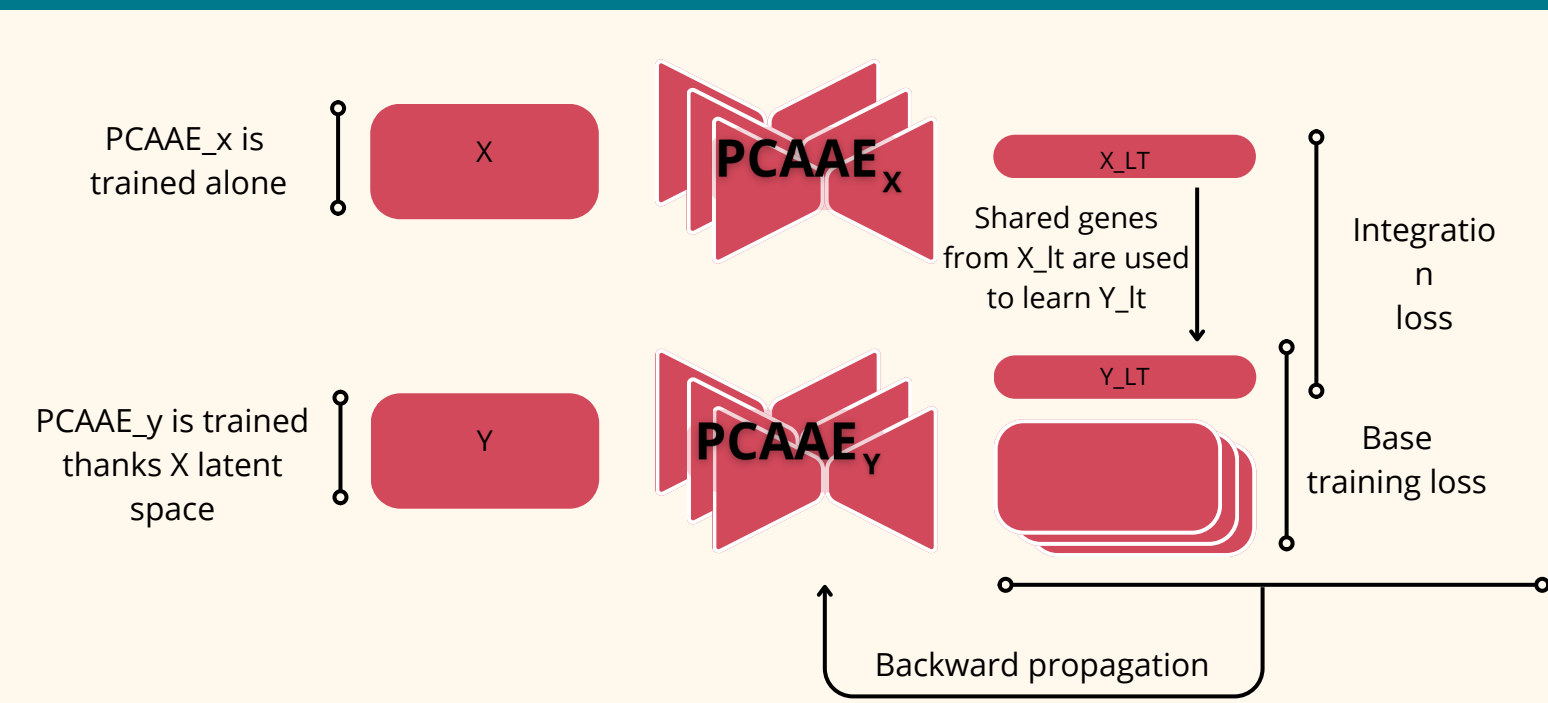 PCAAE_x is
trained alone
X
PCAAE X
X_LT
Shared genes
from X_lt are used
to learn Y_lt
Integratio
n
loss
PCAAE_y is trained
thanks X latent
space
Y
PCAAE Y
Y_LT
Base
training loss
Backward propagation